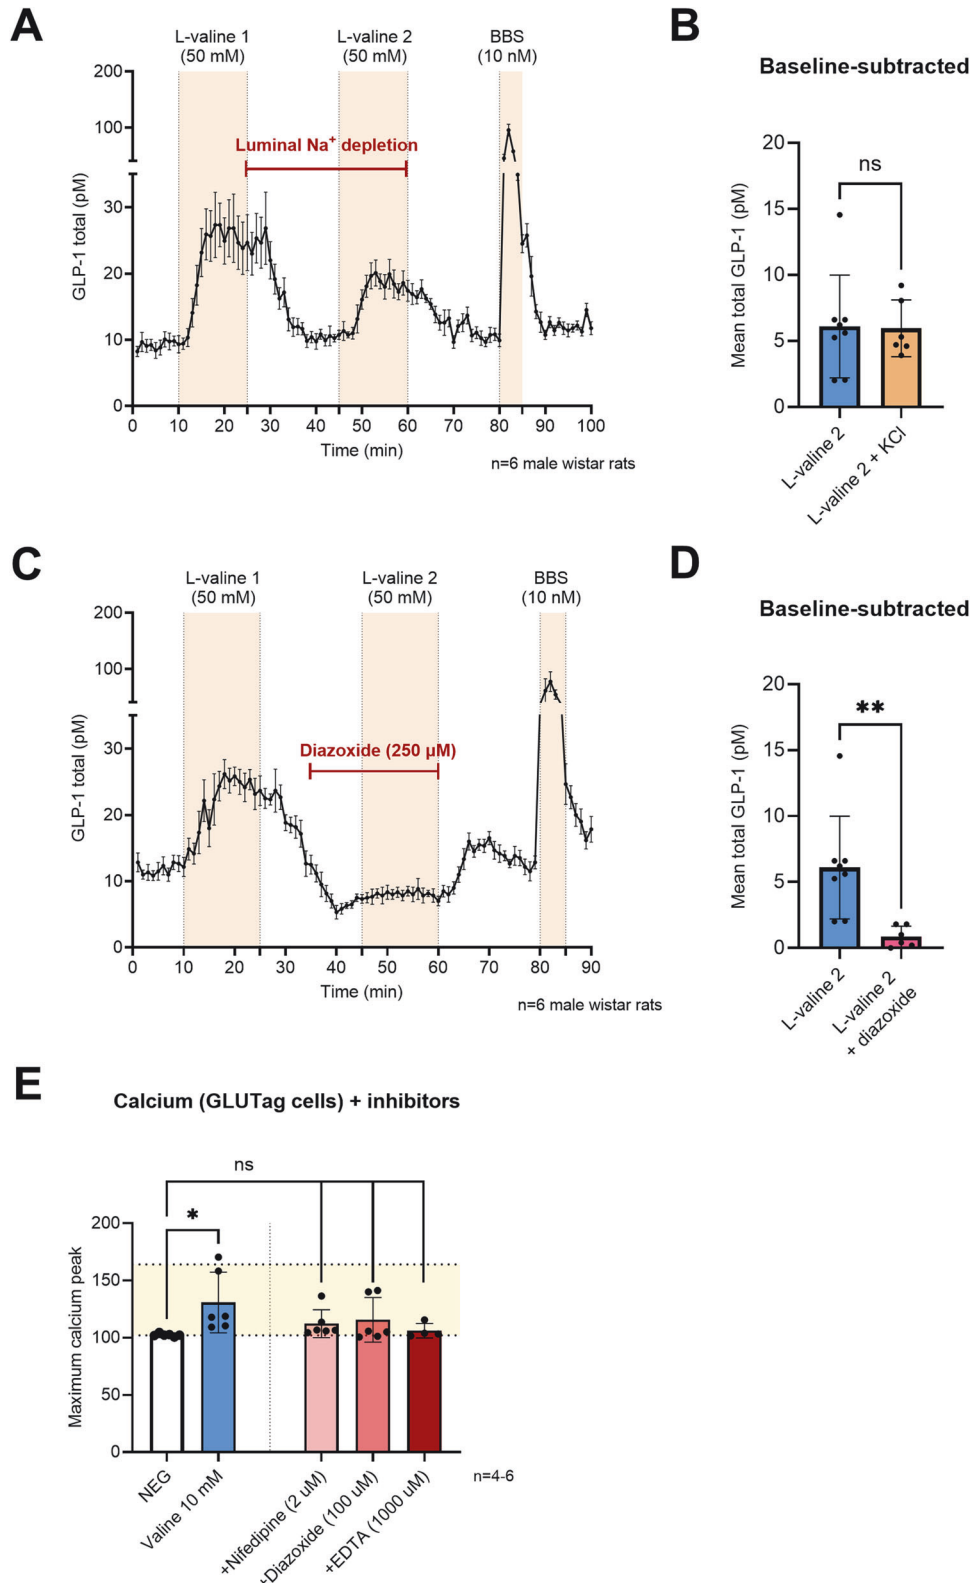 A
L-valine 1
(50 mM)
L-valine 2
(50 mM)
BBS
(10 nM)
Luminal Na+ depletion
GLP-1 total (pM)
200
100
30
20
10
0
0 10 20 30 40 50 60 70 80 90 100
Time (min)
n=6 male wistar rats
B
Baseline-subtracted
ns
Mean total GLP-1 (pM)
20
15
10
5
0
L-valine 2
L-valine 2 + KCl
C
L-valine 1
(50 mM)
L-valine 2
(50 mM)
BBS
(10 nM)
Diazoxide (250 µM)
GLP-1 total (pM)
200
100
30
20
10
0
0 10 20 30 40 50 60 70 80 90
Time (min)
n=6 male wistar rats
D
Baseline-subtracted
**
Mean total GLP-1 (pM)
20
15
10
5
0
L-valine 2
L-valine 2
+ diazoxide
E
Calcium (GLUTag cells) + inhibitors
ns
*
Maximum calcium peak
200
150
100
50
0
NEG
Valine 10 mM
+Nifedipine (2 uM)
+Diazoxide (100 uM)
+EDTA (1000 uM)
n=4-6